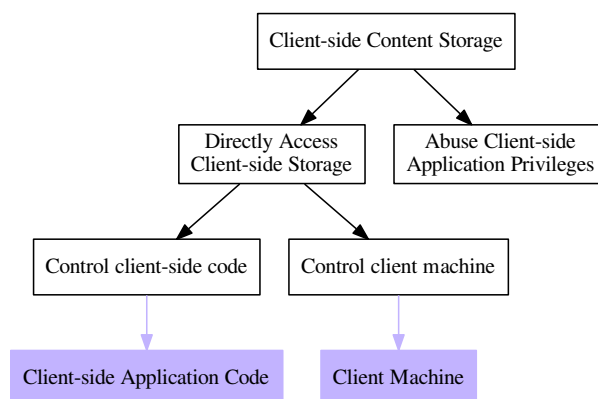 Client-side Content Storage
Directly Access
Client-side Storage
Abuse Client-side
Application Privileges
Control client-side code
Control client machine
Client-side Application Code
Client Machine